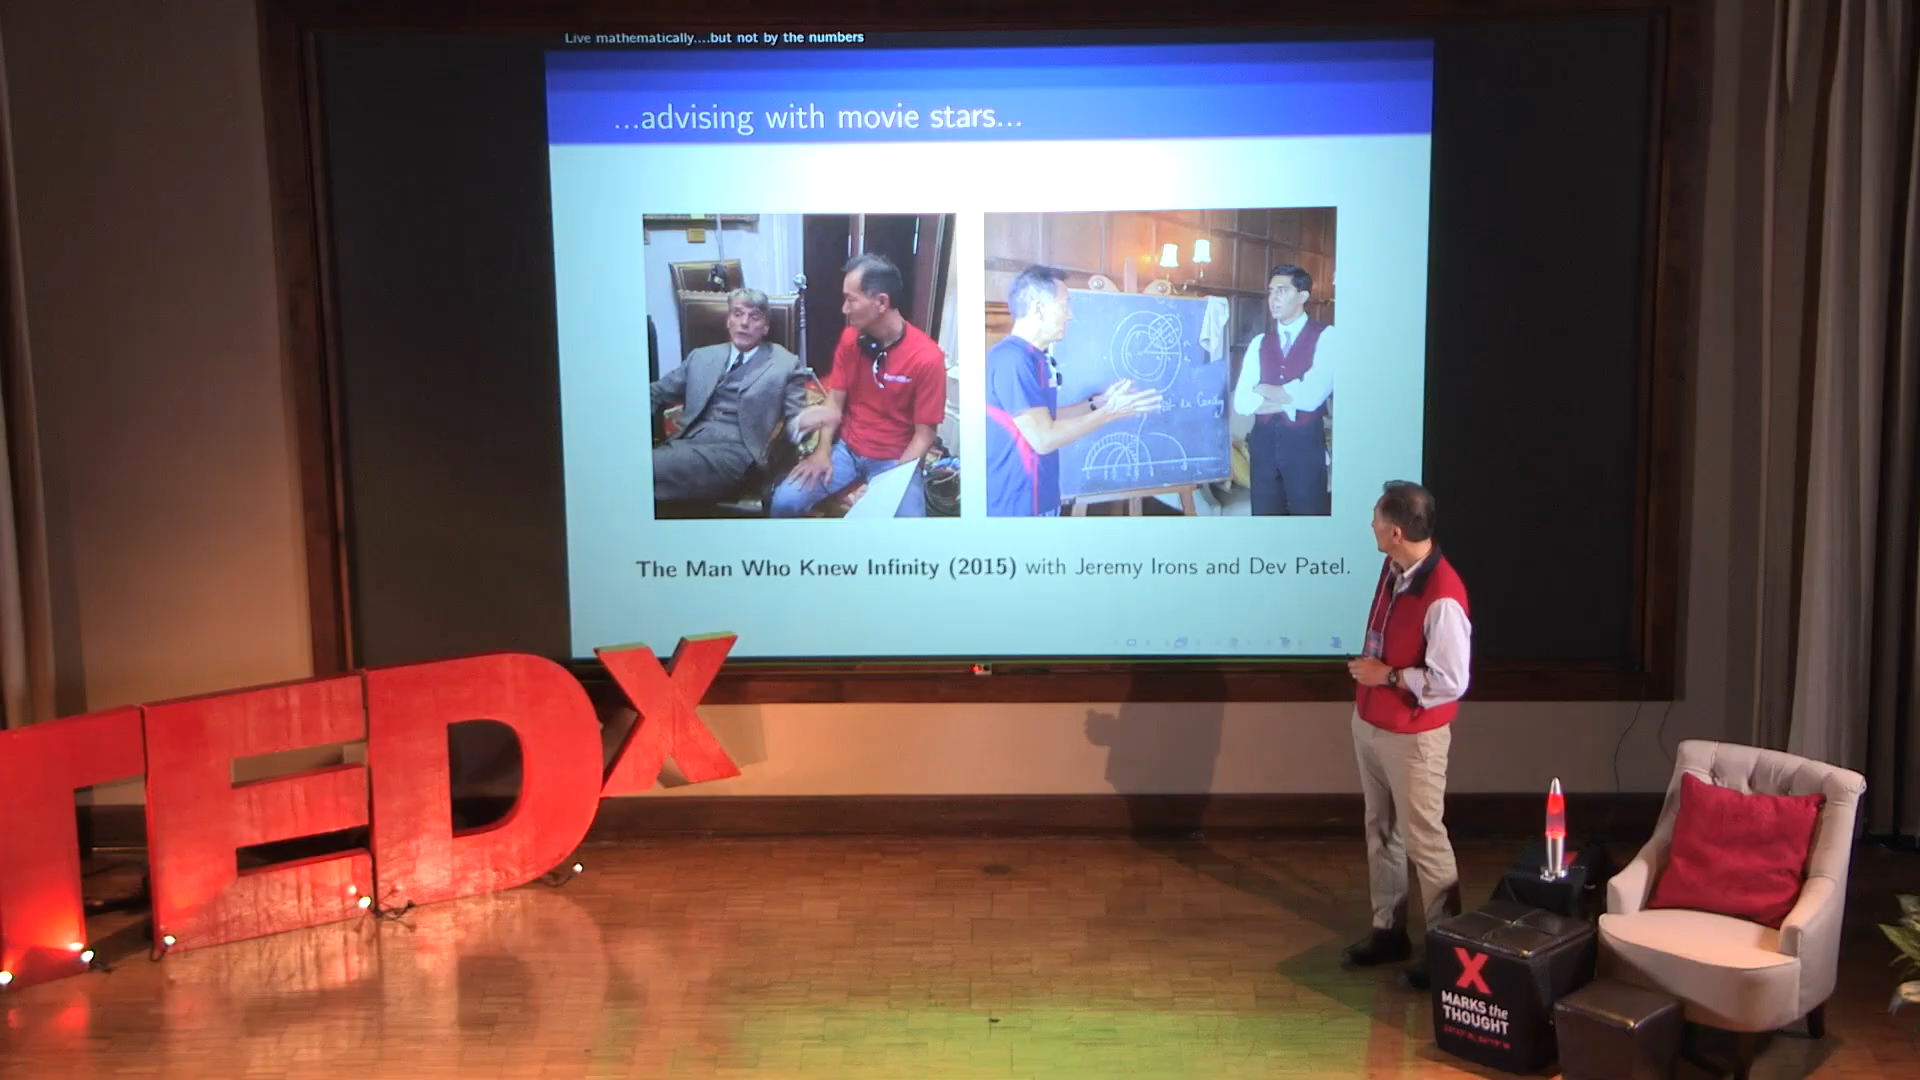 Live mathematically....but not by the numbers
...advising with movie stars...
The Man Who Knew Infinity (2015) with Jeremy Irons and Dev Patel.
TEDx
X
MARKS the
THOUGHT